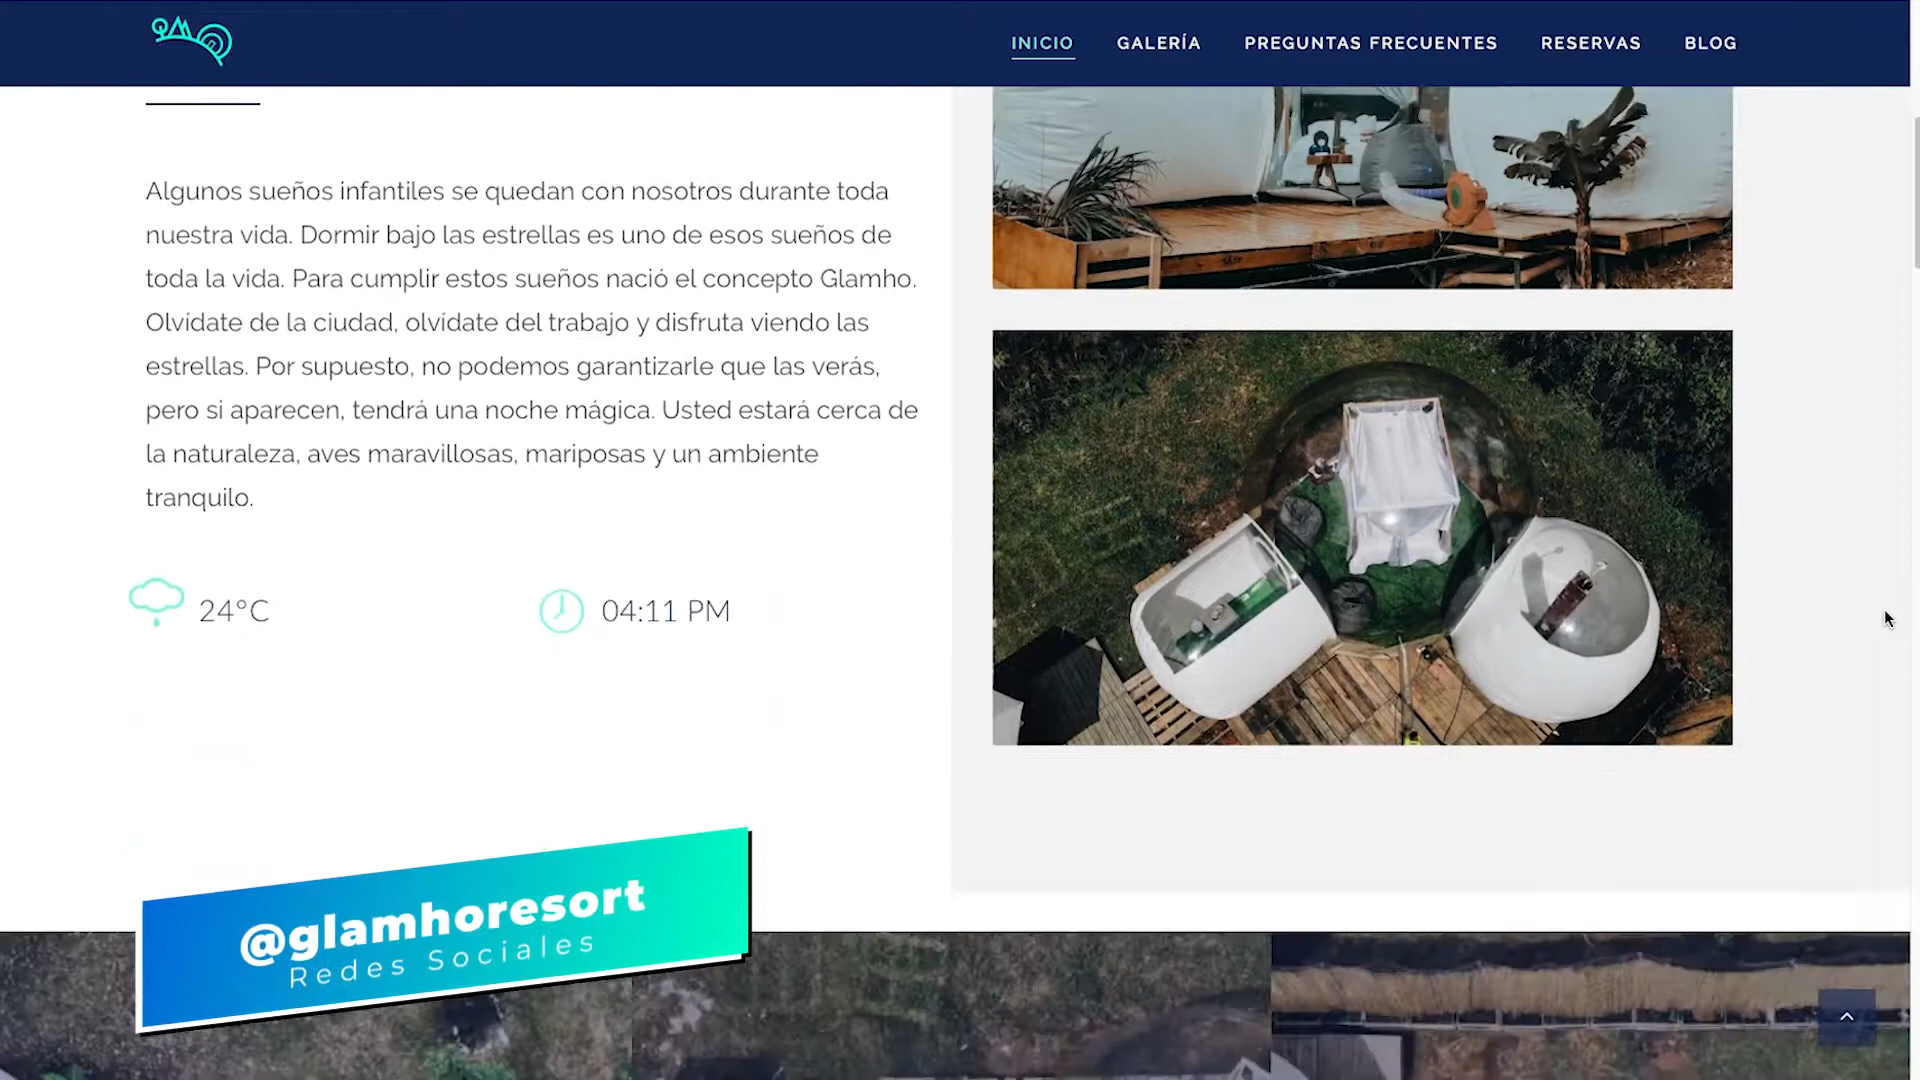 INICIO GALERÍA PREGUNTAS FRECUENTES RESERVAS BLOG
Algunos sueños infantiles se quedan con nosotros durante toda
nuestra vida. Dormir bajo las estrellas es uno de esos sueños de
toda la vida. Para cumplir estos sueños nació el concepto Glamho.
Olvídate de la ciudad, olvídate del trabajo y disfruta viendo las
estrellas. Por supuesto, no podemos garantizarle que las verás,
pero si aparecen, tendrá una noche mágica. Usted estará cerca de
la naturaleza, aves maravillosas, mariposas y un ambiente
tranquilo.
24°C
04:11 PM
@glamhoresort
Redes Sociales